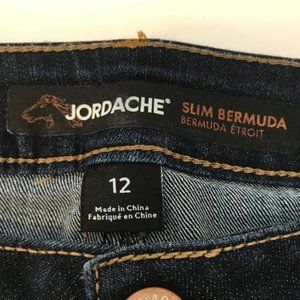 JORDACHE® SLIM BERMUDA
BERMUDA ÉTROIT
12
Made in China
Fabriqué en Chine